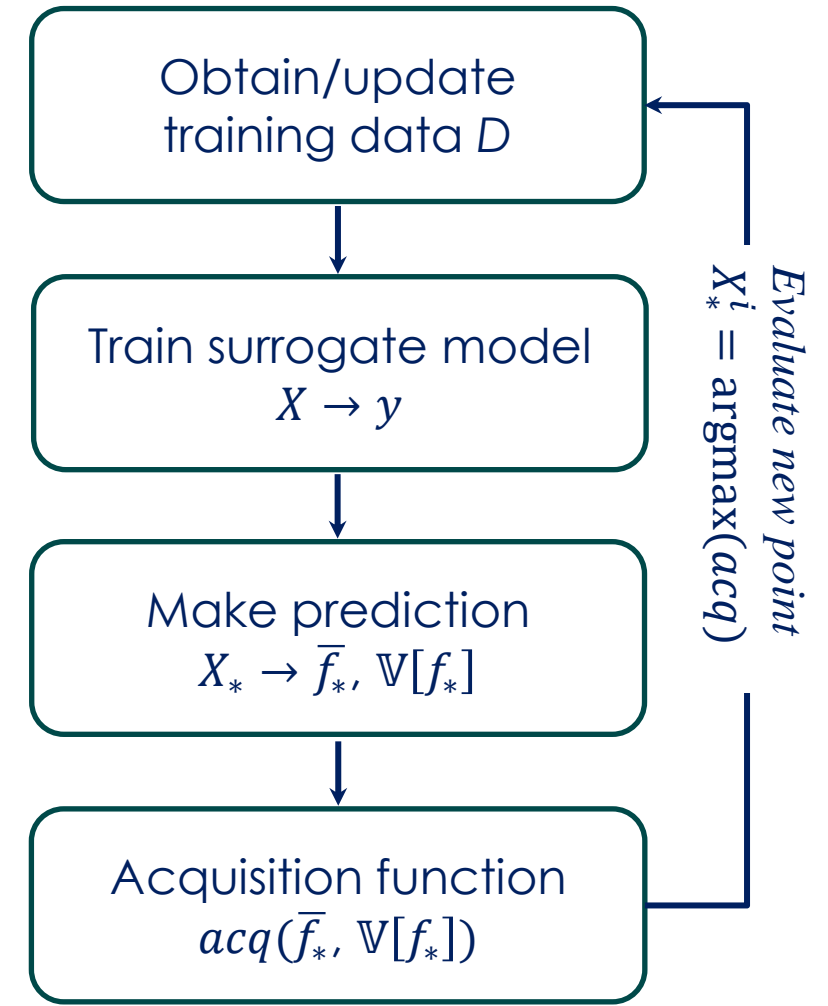 Obtain/update
training data D
Train surrogate model
X → y
Make prediction
X_* → f̅_*, 𝕍[f_*]
Acquisition function
acq(f̅_*, 𝕍[f_*])
Evaluate new point
X_*^i = argmax(acq)